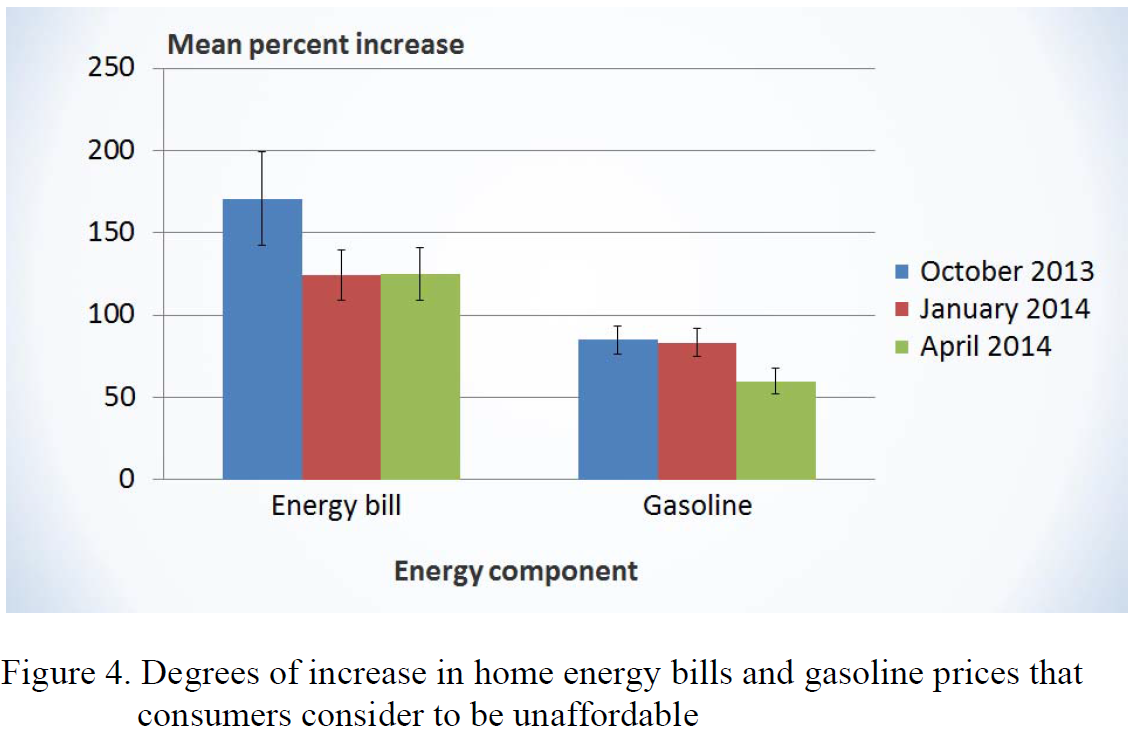 Mean percent increase
250
200
150
100
50
0
Energy bill
Gasoline
Energy component
October 2013
January 2014
April 2014
Figure 4. Degrees of increase in home energy bills and gasoline prices that
consumers consider to be unaffordable